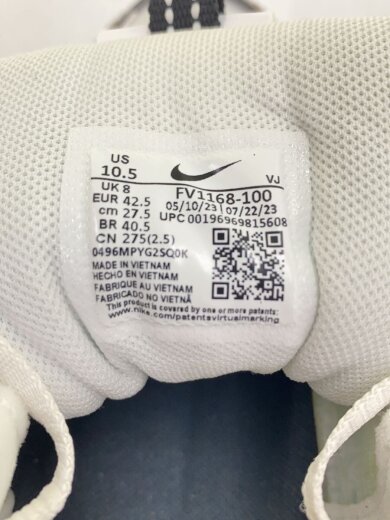 US
10.5
UK 8
EUR 42.5
cm 27.5
BR 40.5
CN 275(2.5)
VJ
FV1168-100
05/10/23 07/22/23
UPC 00196969815608
0496MPYG2SQ0K
MADE IN VIETNAM
HECHO EN VIETNAM
FABRIQUE AU VIETNAM
FABRICADO NO VIETNÃ
This product is covered by one or more patents:
www.nike.com/patentsvirtualmarking